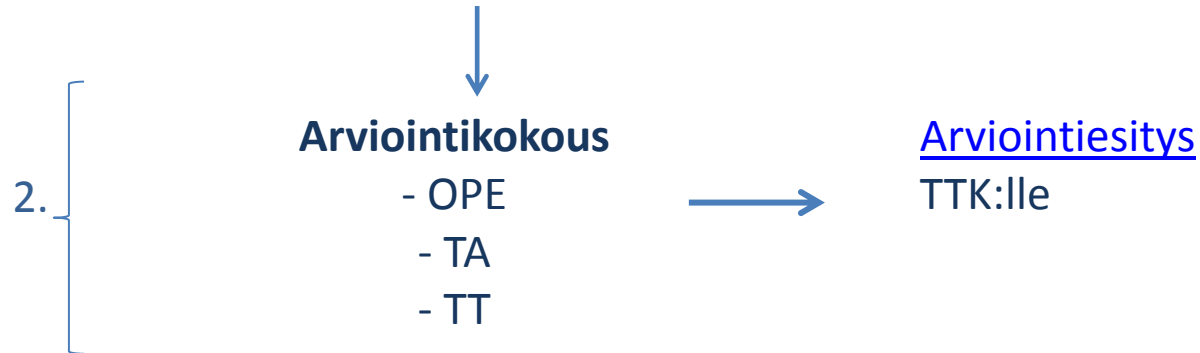 2.
Arviointikokous
- OPE
- TA
- TT
Arviointiesitys
TTK:lle